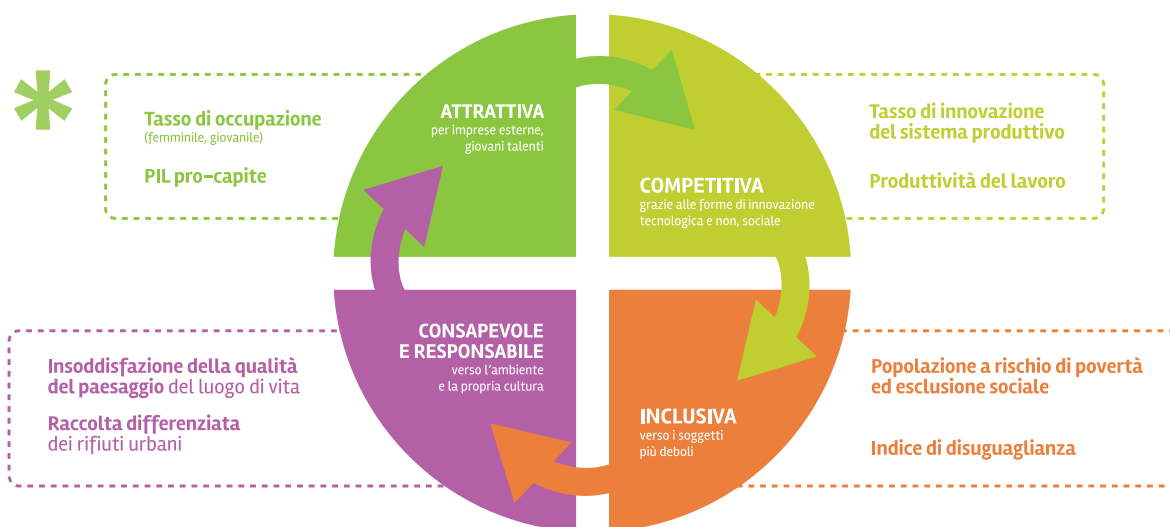 ATTRATTIVA
per imprese esterne,
giovani talenti
Tasso di occupazione
(femminile, giovanile)
PIL pro-capite
COMPETITIVA
grazie alle forme di innovazione
tecnologica e non, sociale
Tasso di innovazione
del sistema produttivo
Produttività del lavoro
CONSAPEVOLE
E RESPONSABILE
verso l'ambiente
e la propria cultura
Insoddisfazione della qualità
del paesaggio del luogo di vita
Raccolta differenziata
dei rifiuti urbani
INCLUSIVA
verso i soggetti
più deboli
Popolazione a rischio di povertà
ed esclusione sociale
Indice di disuguaglianza